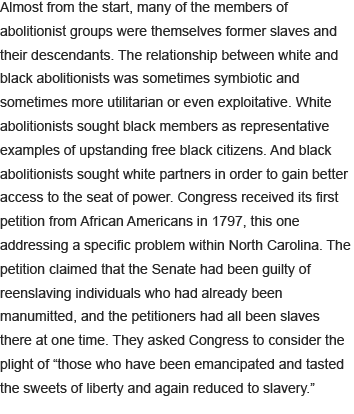 Almost from the start, many of the members of
abolitionist groups were themselves former slaves and
their descendants. The relationship between white and
black abolitionists was sometimes symbiotic and
sometimes more utilitarian or even exploitative. White
abolitionists sought black members as representative
examples of upstanding free black citizens. And black
abolitionists sought white partners in order to gain better
access to the seat of power. Congress received its first
petition from African Americans in 1797, this one
addressing a specific problem within North Carolina. The
petition claimed that the Senate had been guilty of
reenslaving individuals who had already been
manumitted, and the petitioners had all been slaves
there at one time. They asked Congress to consider the
plight of “those who have been emancipated and tasted
the sweets of liberty and again reduced to slavery.”